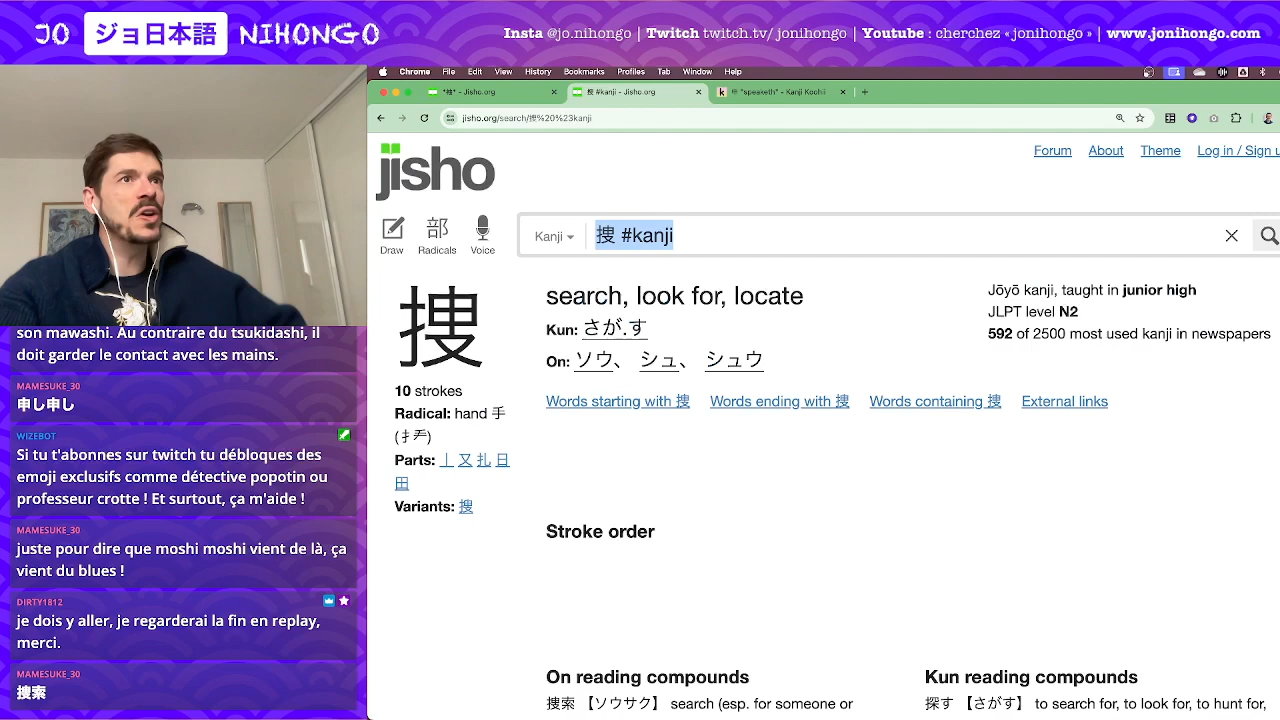 JO ジョ日本語 NIHONGO
Insta @jo.nihongo | Twitch twitch.tv/ jonihongo | Youtube : cherchez « jonihongo » | www.jonihongo.com
Chrome File Edit View History Bookmarks Profiles Tab Window Help
*抽* - Jisho.org
捜 #kanji - Jisho.org
"speaketh" - Kanji Koohii
jisho.org/search/捜%20%23kanji
jisho
Forum About Theme Log in / Sign u
Draw Radicals Voice
Kanji 捜 #kanji
捜
search, look for, locate
Kun: さが.す
On: ソウ、 シュ、 シュウ
Jōyō kanji, taught in junior high
JLPT level N2
592 of 2500 most used kanji in newspapers
10 strokes
Radical: hand 手
(扌龵)
Parts: ｜ 又 扎 日
田
Variants: 搜
Words starting with 捜 Words ending with 捜 Words containing 捜 External links
Stroke order
On reading compounds
捜索 【ソウサク】 search (esp. for someone or
Kun reading compounds
探す 【さがす】 to search for, to look for, to hunt for,
son mawashi. Au contraire du tsukidashi, il
doit garder le contact avec les mains.
MAMESUKE_30
申し申し
WIZEBOT
Si tu t'abonnes sur twitch tu débloques des
emoji exclusifs comme détective popotin ou
professeur crotte ! Et surtout, ça m'aide !
MAMESUKE_30
juste pour dire que moshi moshi vient de là, ça
vient du blues !
DIRTY1812
je dois y aller, je regarderai la fin en replay,
merci.
MAMESUKE_30
捜索